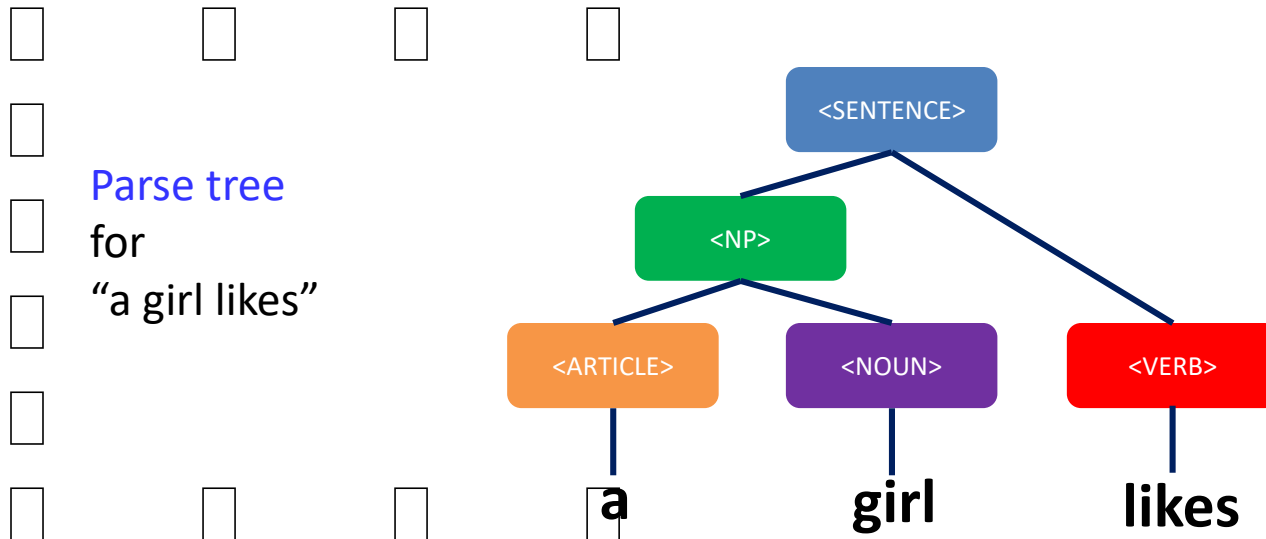 <SENTENCE>
Parse tree
for
“a girl likes”
<NP>
<ARTICLE>
<NOUN>
<VERB>
a
girl
likes